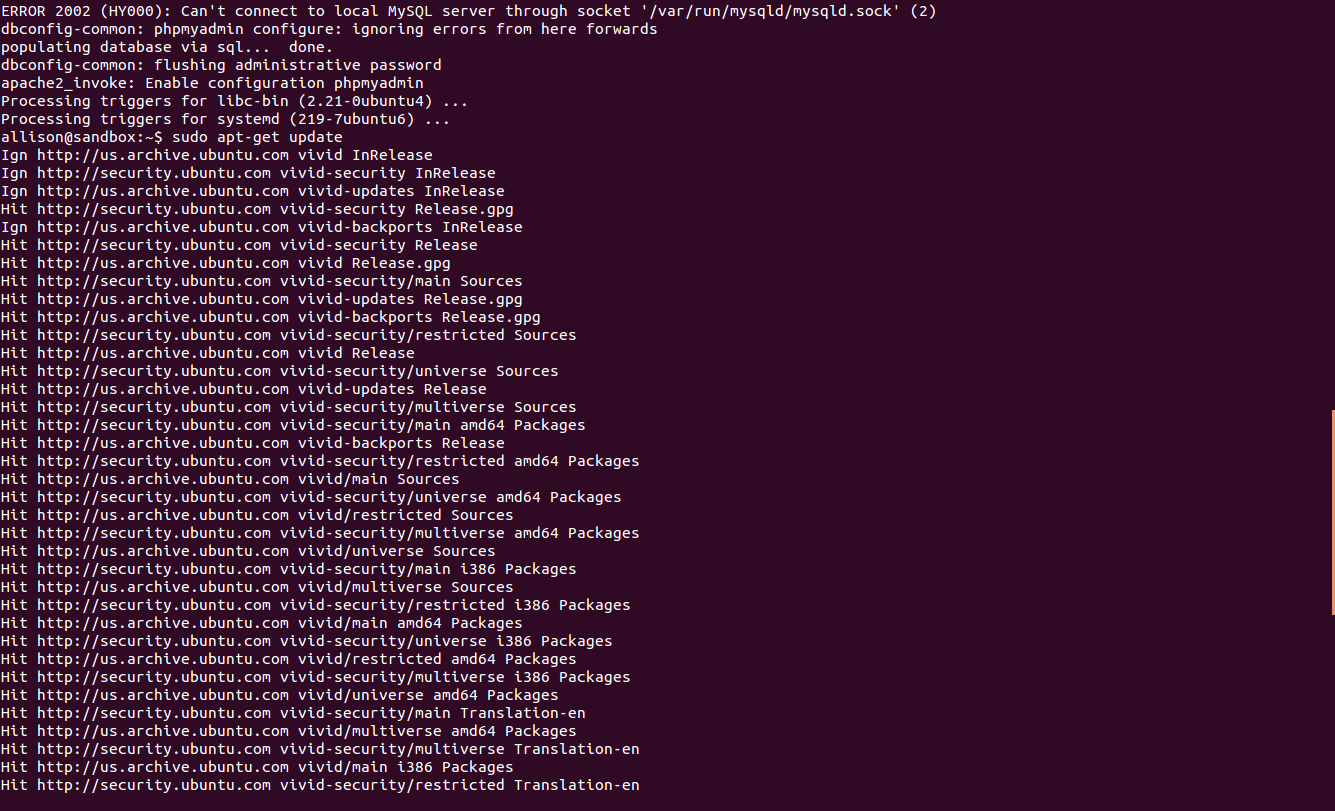 ERROR 2002 (HY000): Can't connect to local MySQL server through socket '/var/run/mysqld/mysqld.sock' (2)
dbconfig-common: phpmyadmin configure: ignoring errors from here forwards
populating database via sql...  done.
dbconfig-common: flushing administrative password
apache2_invoke: Enable configuration phpmyadmin
Processing triggers for libc-bin (2.21-0ubuntu4) ...
Processing triggers for systemd (219-7ubuntu6) ...
allison@sandbox:~$ sudo apt-get update
Ign http://us.archive.ubuntu.com vivid InRelease
Ign http://security.ubuntu.com vivid-security InRelease
Ign http://us.archive.ubuntu.com vivid-updates InRelease
Hit http://security.ubuntu.com vivid-security Release.gpg
Ign http://us.archive.ubuntu.com vivid-backports InRelease
Hit http://security.ubuntu.com vivid-security Release
Hit http://us.archive.ubuntu.com vivid Release.gpg
Hit http://security.ubuntu.com vivid-security/main Sources
Hit http://us.archive.ubuntu.com vivid-updates Release.gpg
Hit http://us.archive.ubuntu.com vivid-backports Release.gpg
Hit http://security.ubuntu.com vivid-security/restricted Sources
Hit http://us.archive.ubuntu.com vivid Release
Hit http://security.ubuntu.com vivid-security/universe Sources
Hit http://us.archive.ubuntu.com vivid-updates Release
Hit http://security.ubuntu.com vivid-security/multiverse Sources
Hit http://security.ubuntu.com vivid-security/main amd64 Packages
Hit http://us.archive.ubuntu.com vivid-backports Release
Hit http://security.ubuntu.com vivid-security/restricted amd64 Packages
Hit http://us.archive.ubuntu.com vivid/main Sources
Hit http://security.ubuntu.com vivid-security/universe amd64 Packages
Hit http://us.archive.ubuntu.com vivid/restricted Sources
Hit http://security.ubuntu.com vivid-security/multiverse amd64 Packages
Hit http://us.archive.ubuntu.com vivid/universe Sources
Hit http://security.ubuntu.com vivid-security/main i386 Packages
Hit http://us.archive.ubuntu.com vivid/multiverse Sources
Hit http://security.ubuntu.com vivid-security/restricted i386 Packages
Hit http://us.archive.ubuntu.com vivid/main amd64 Packages
Hit http://security.ubuntu.com vivid-security/universe i386 Packages
Hit http://us.archive.ubuntu.com vivid/restricted amd64 Packages
Hit http://security.ubuntu.com vivid-security/multiverse i386 Packages
Hit http://us.archive.ubuntu.com vivid/universe amd64 Packages
Hit http://security.ubuntu.com vivid-security/main Translation-en
Hit http://us.archive.ubuntu.com vivid/multiverse amd64 Packages
Hit http://security.ubuntu.com vivid-security/multiverse Translation-en
Hit http://us.archive.ubuntu.com vivid/main i386 Packages
Hit http://security.ubuntu.com vivid-security/restricted Translation-en